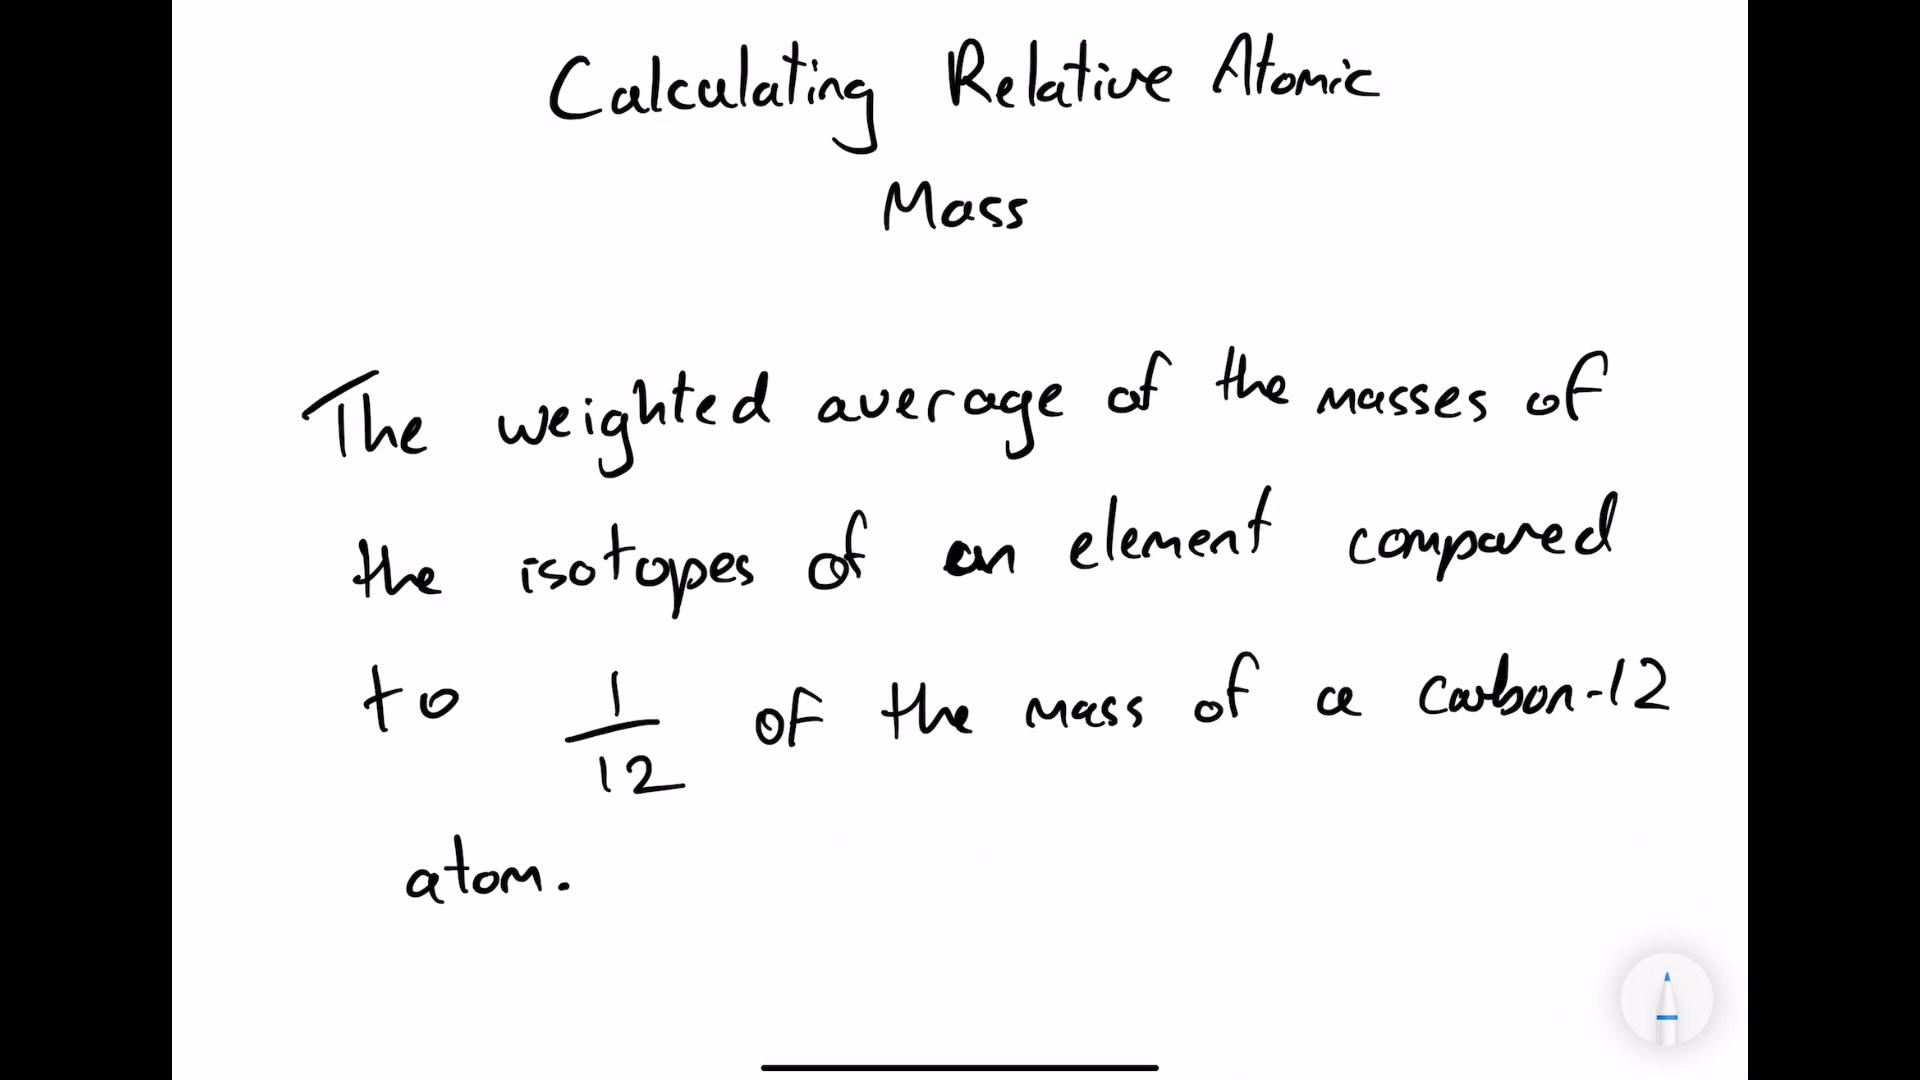 Calculating Relative Atomic
Mass
The weighted average of the masses of
the isotopes of an element compared
to 1/12 of the mass of a carbon-12
atom.